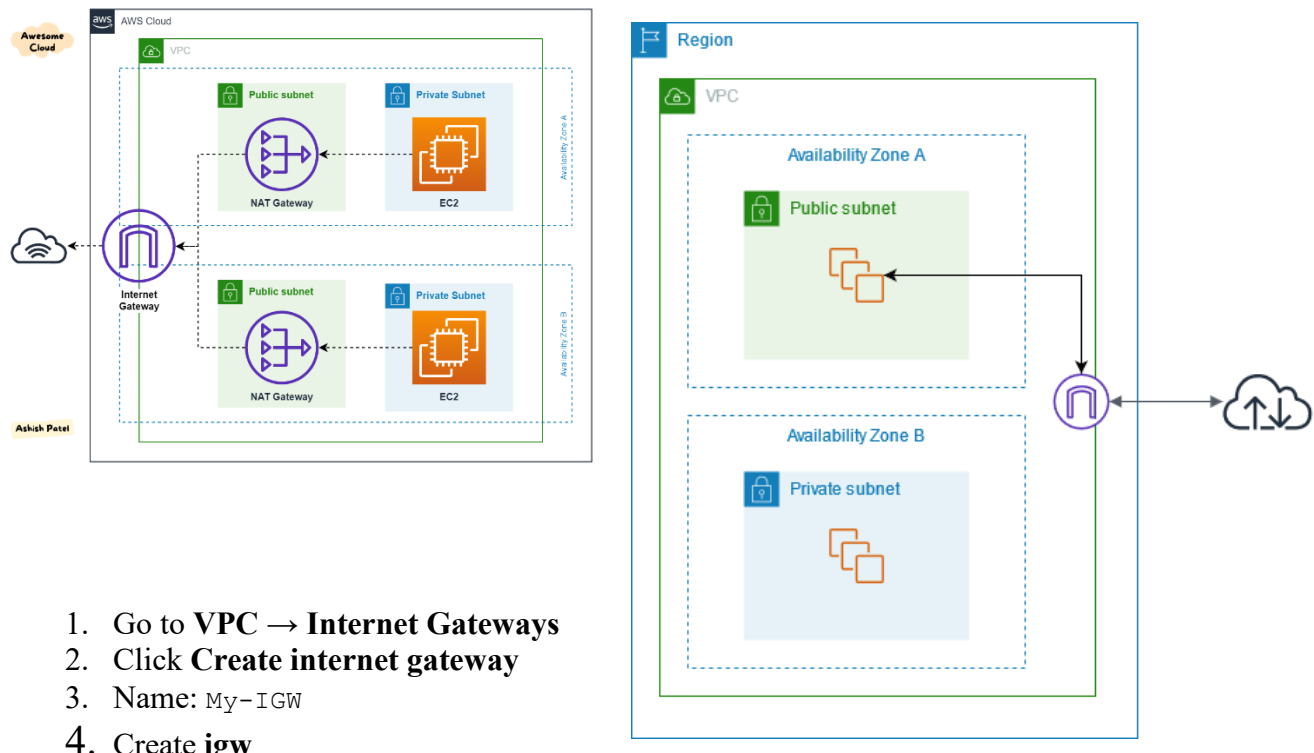 Awesome
Cloud
aws
AWS Cloud
VPC
Public subnet
Private Subnet
NAT Gateway
EC2
Availability Zone A
Internet
Gateway
Public subnet
Private Subnet
NAT Gateway
EC2
Availability Zone B
Ashish Patel
Region
VPC
Availability Zone A
Public subnet
Availability Zone B
Private subnet
1. Go to VPC → Internet Gateways
2. Click Create internet gateway
3. Name: My-IGW
4. Create igw